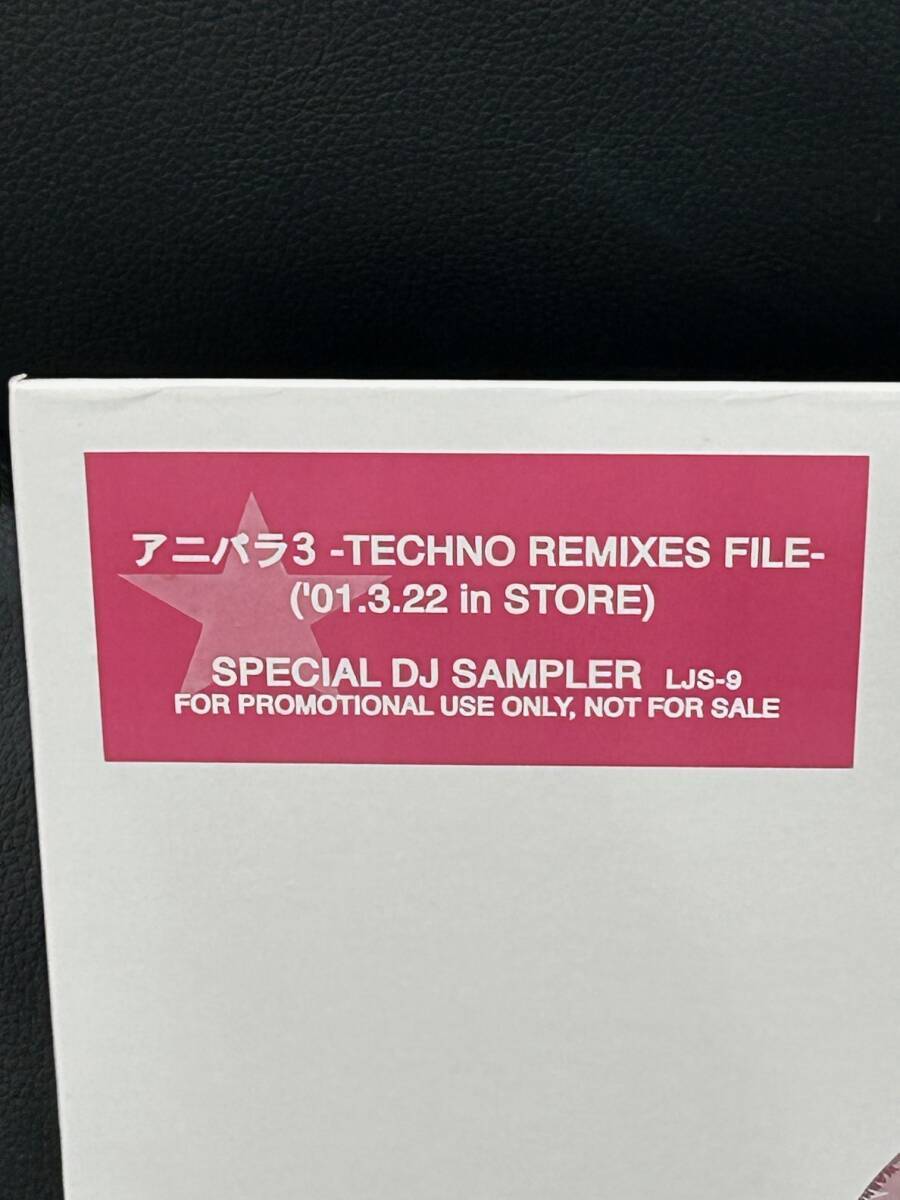 アニパラ3 -TECHNO REMIXES FILE-
('01.3.22 in STORE)
SPECIAL DJ SAMPLER LJS-9
FOR PROMOTIONAL USE ONLY, NOT FOR SALE